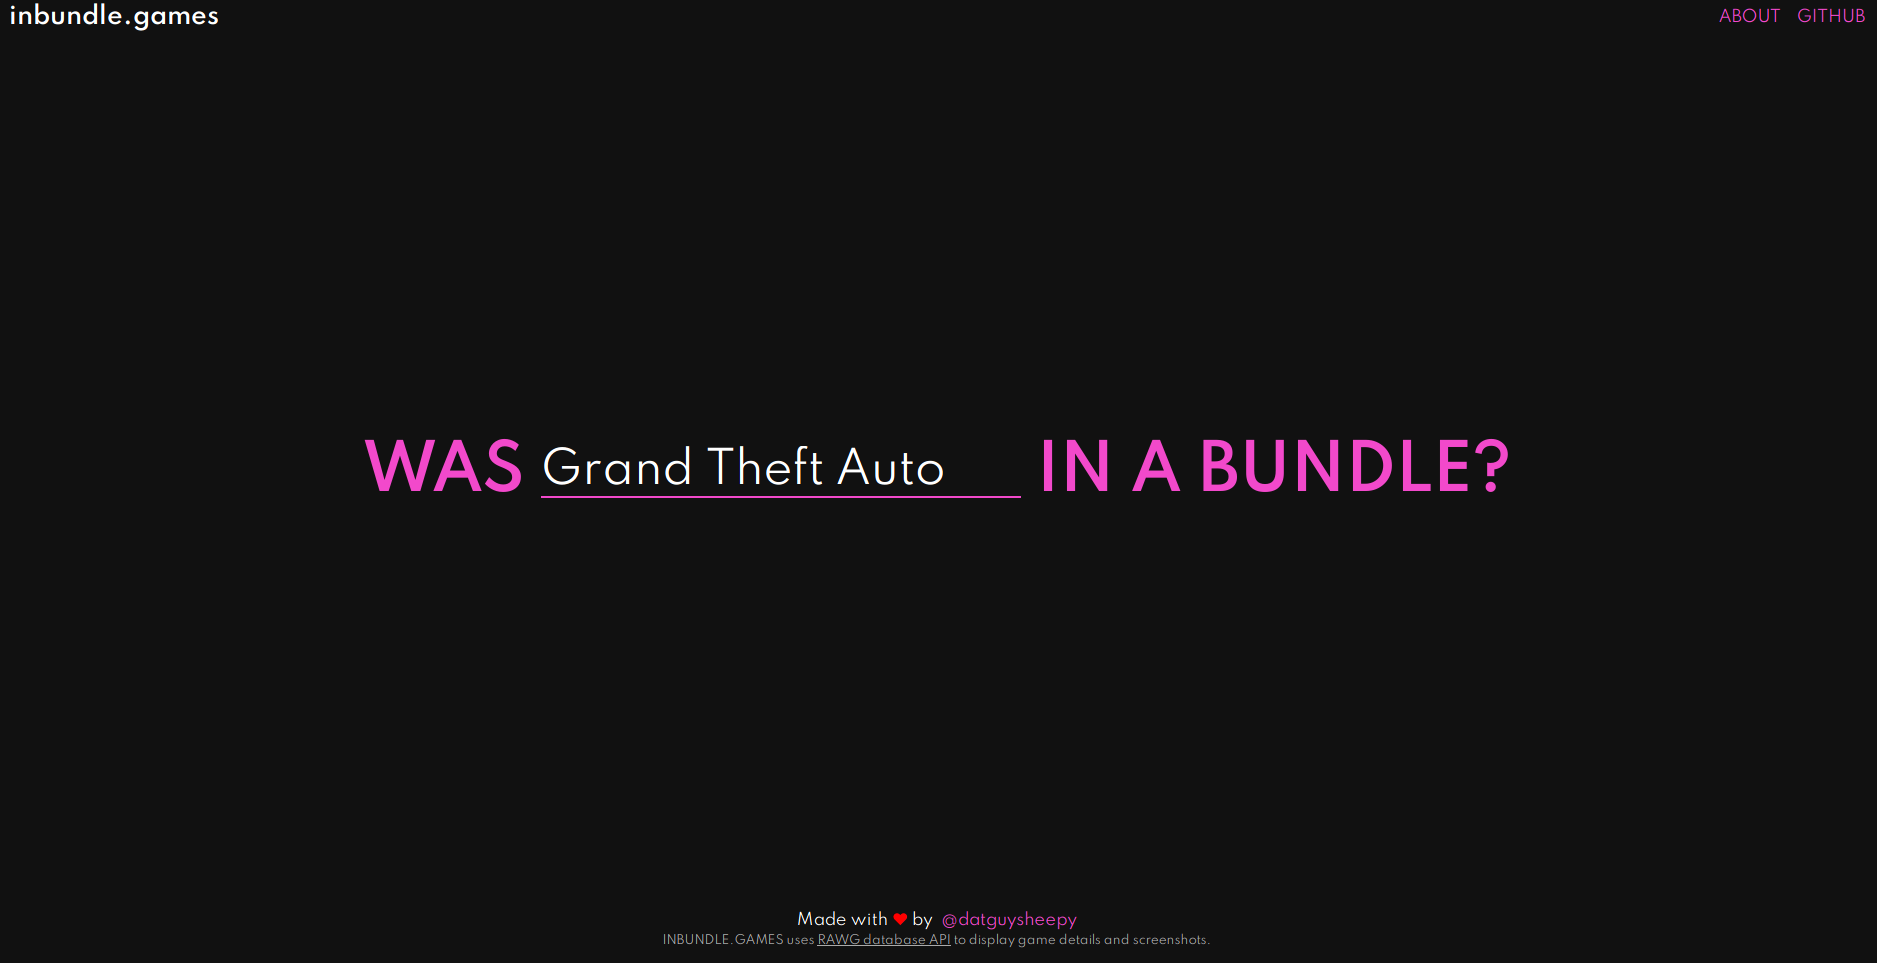 inbundle.games
ABOUT GITHUB
WAS Grand Theft Auto IN A BUNDLE?
Made with ❤ by @datguysheepy
INBUNDLE.GAMES uses RAWG database API to display game details and screenshots.